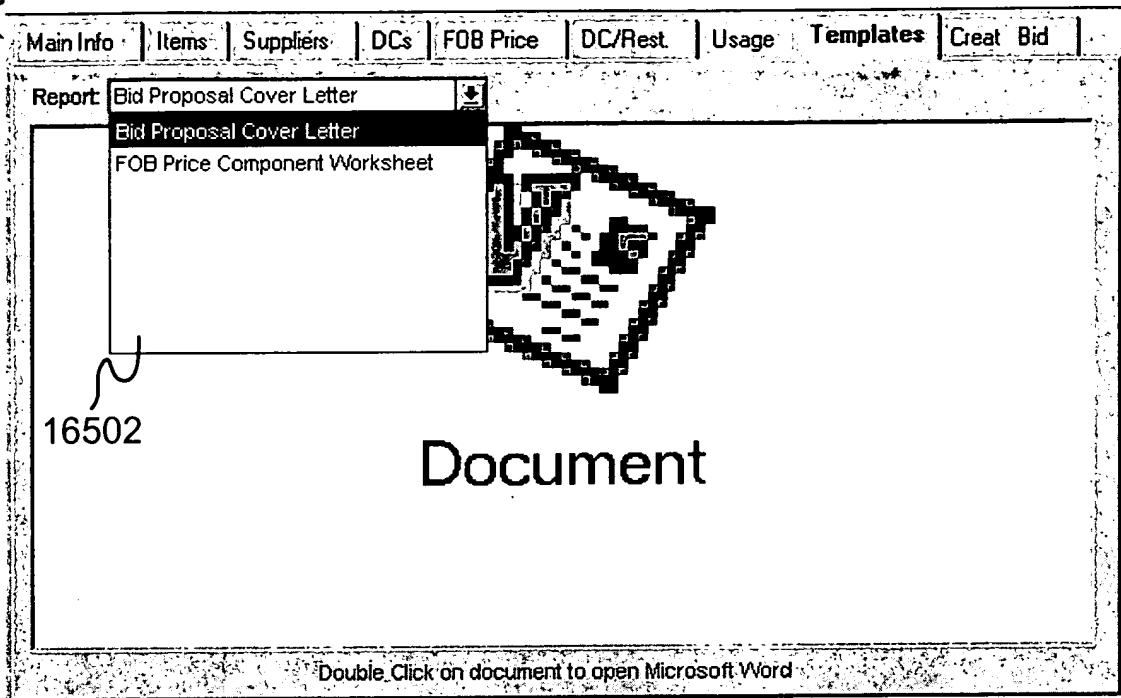 Main Info Items Suppliers DCs FOB Price DC/Rest. Usage Templates Creat Bid
Report: Bid Proposal Cover Letter
Bid Proposal Cover Letter
FOB Price Component Worksheet
16502
Document
Double Click on document to open Microsoft Word